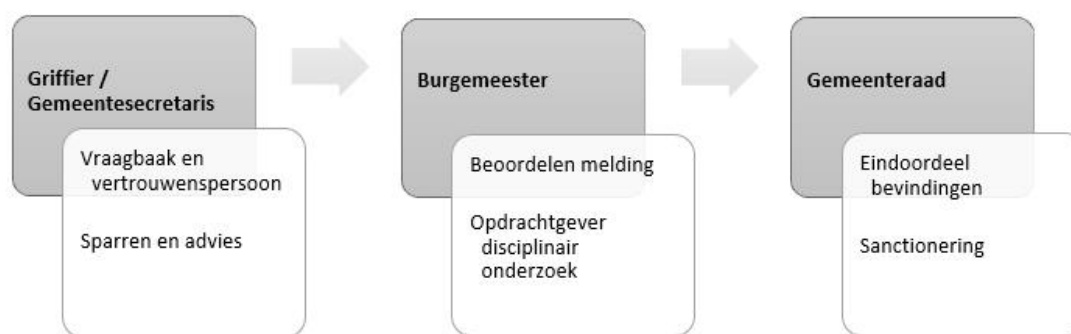 Griffier /
Gemeentesecretaris
Vraagbaak en
vertrouwenspersoon
Sparren en advies
Burgemeester
Beoordelen melding
Opdrachtgever
disciplinair
onderzoek
Gemeenteraad
Eindoordeel
bevindingen
Sanctionering